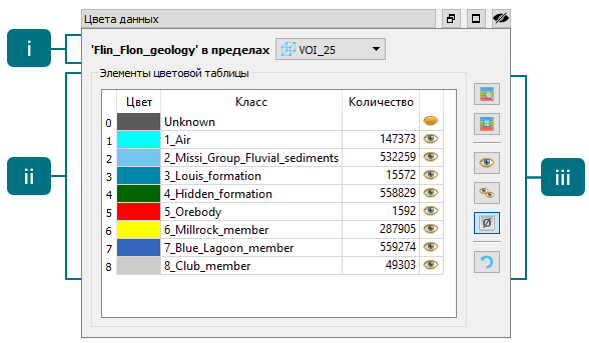 Цвета данных
i
'Flin_Flon_geology' в пределах VOI_25
Элементы цветовой таблицы
ii
iii
Цвет Класс Количество
0 Unknown
1 1_Air 147373
2 2_Missi_Group_Fluvial_sediments 532259
3 3_Louis_formation 15572
4 4_Hidden_formation 558829
5 5_Orebody 1592
6 6_Millrock_member 287905
7 7_Blue_Lagoon_member 559274
8 8_Club_member 49303
Ø